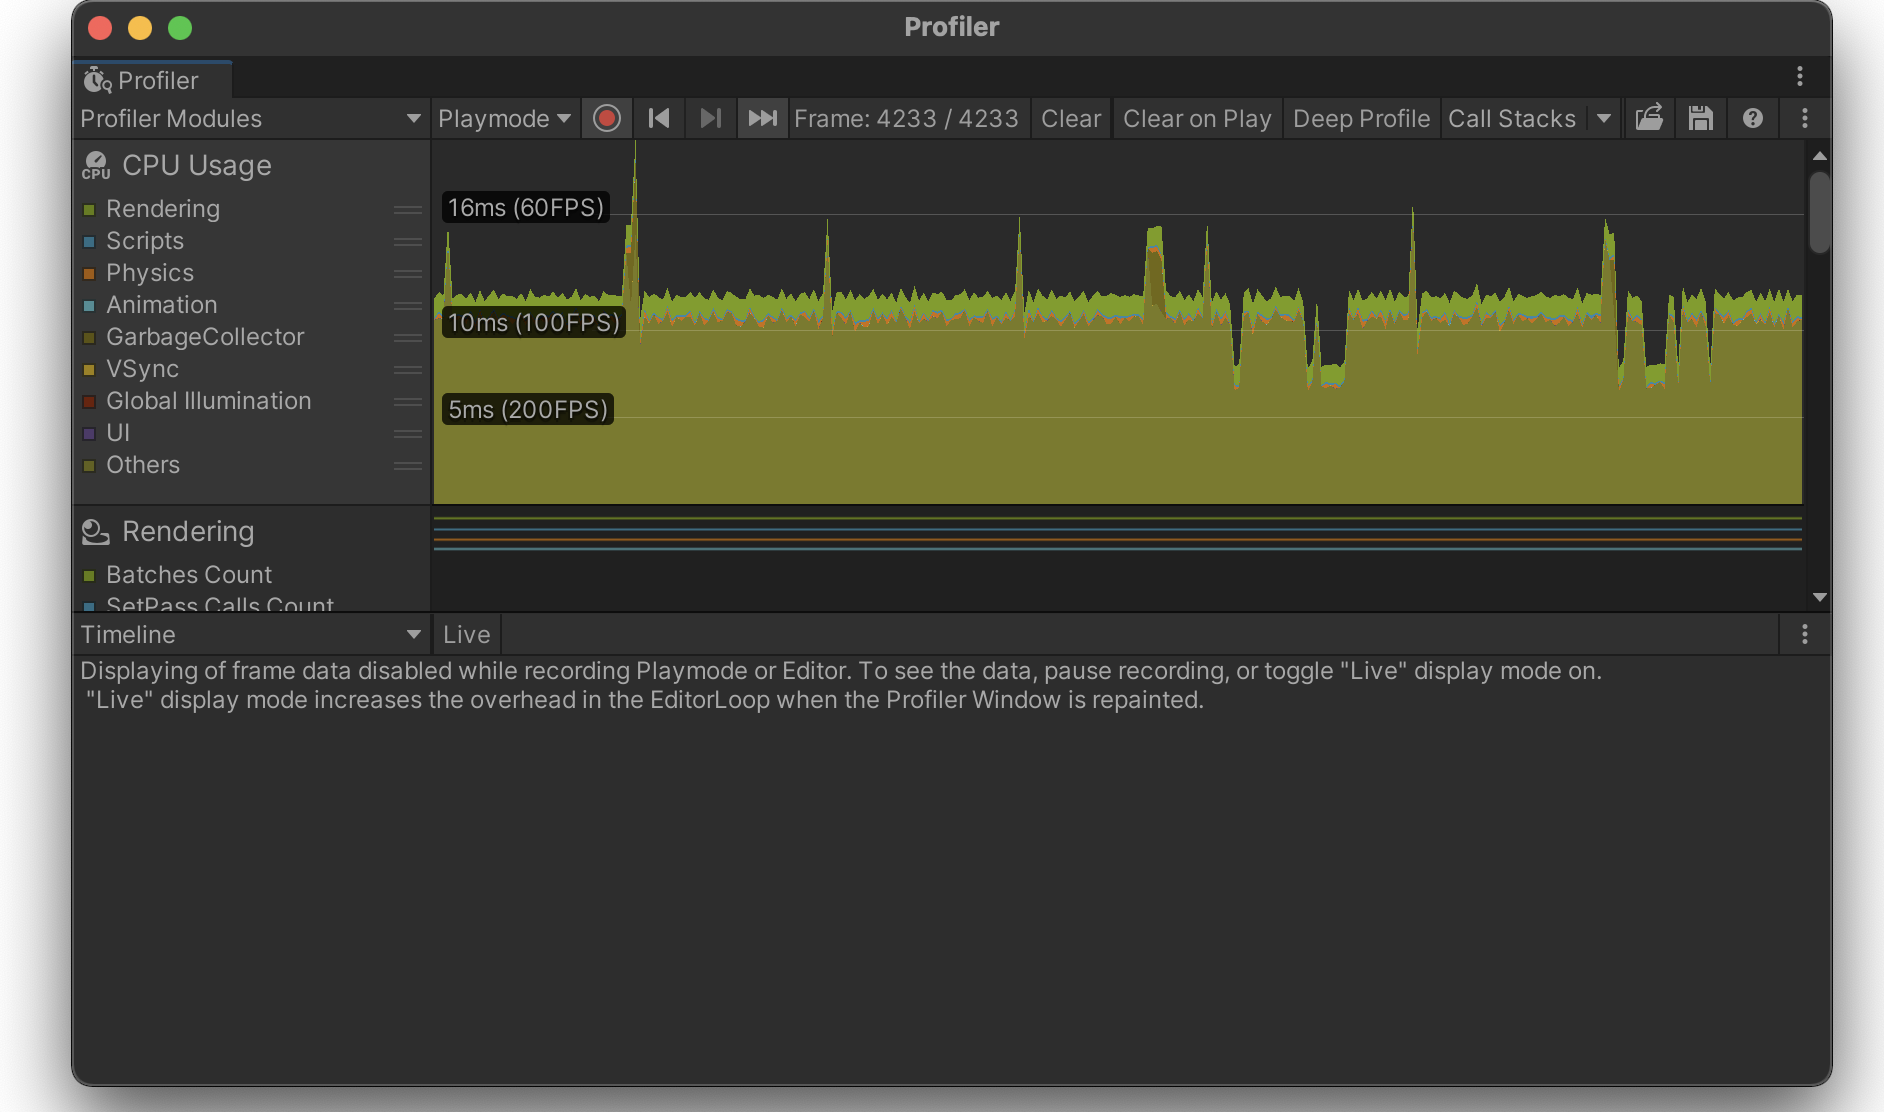 Profiler
Profiler
Profiler Modules
Playmode
Frame: 4233 / 4233
Clear
Clear on Play
Deep Profile
Call Stacks
CPU
CPU Usage
Rendering
Scripts
Physics
Animation
GarbageCollector
VSync
Global Illumination
UI
Others
16ms (60FPS)
10ms (100FPS)
5ms (200FPS)
Rendering
Batches Count
SetPass Calls Count
Timeline
Live
Displaying of frame data disabled while recording Playmode or Editor. To see the data, pause recording, or toggle "Live" display mode on.
"Live" display mode increases the overhead in the EditorLoop when the Profiler Window is repainted.